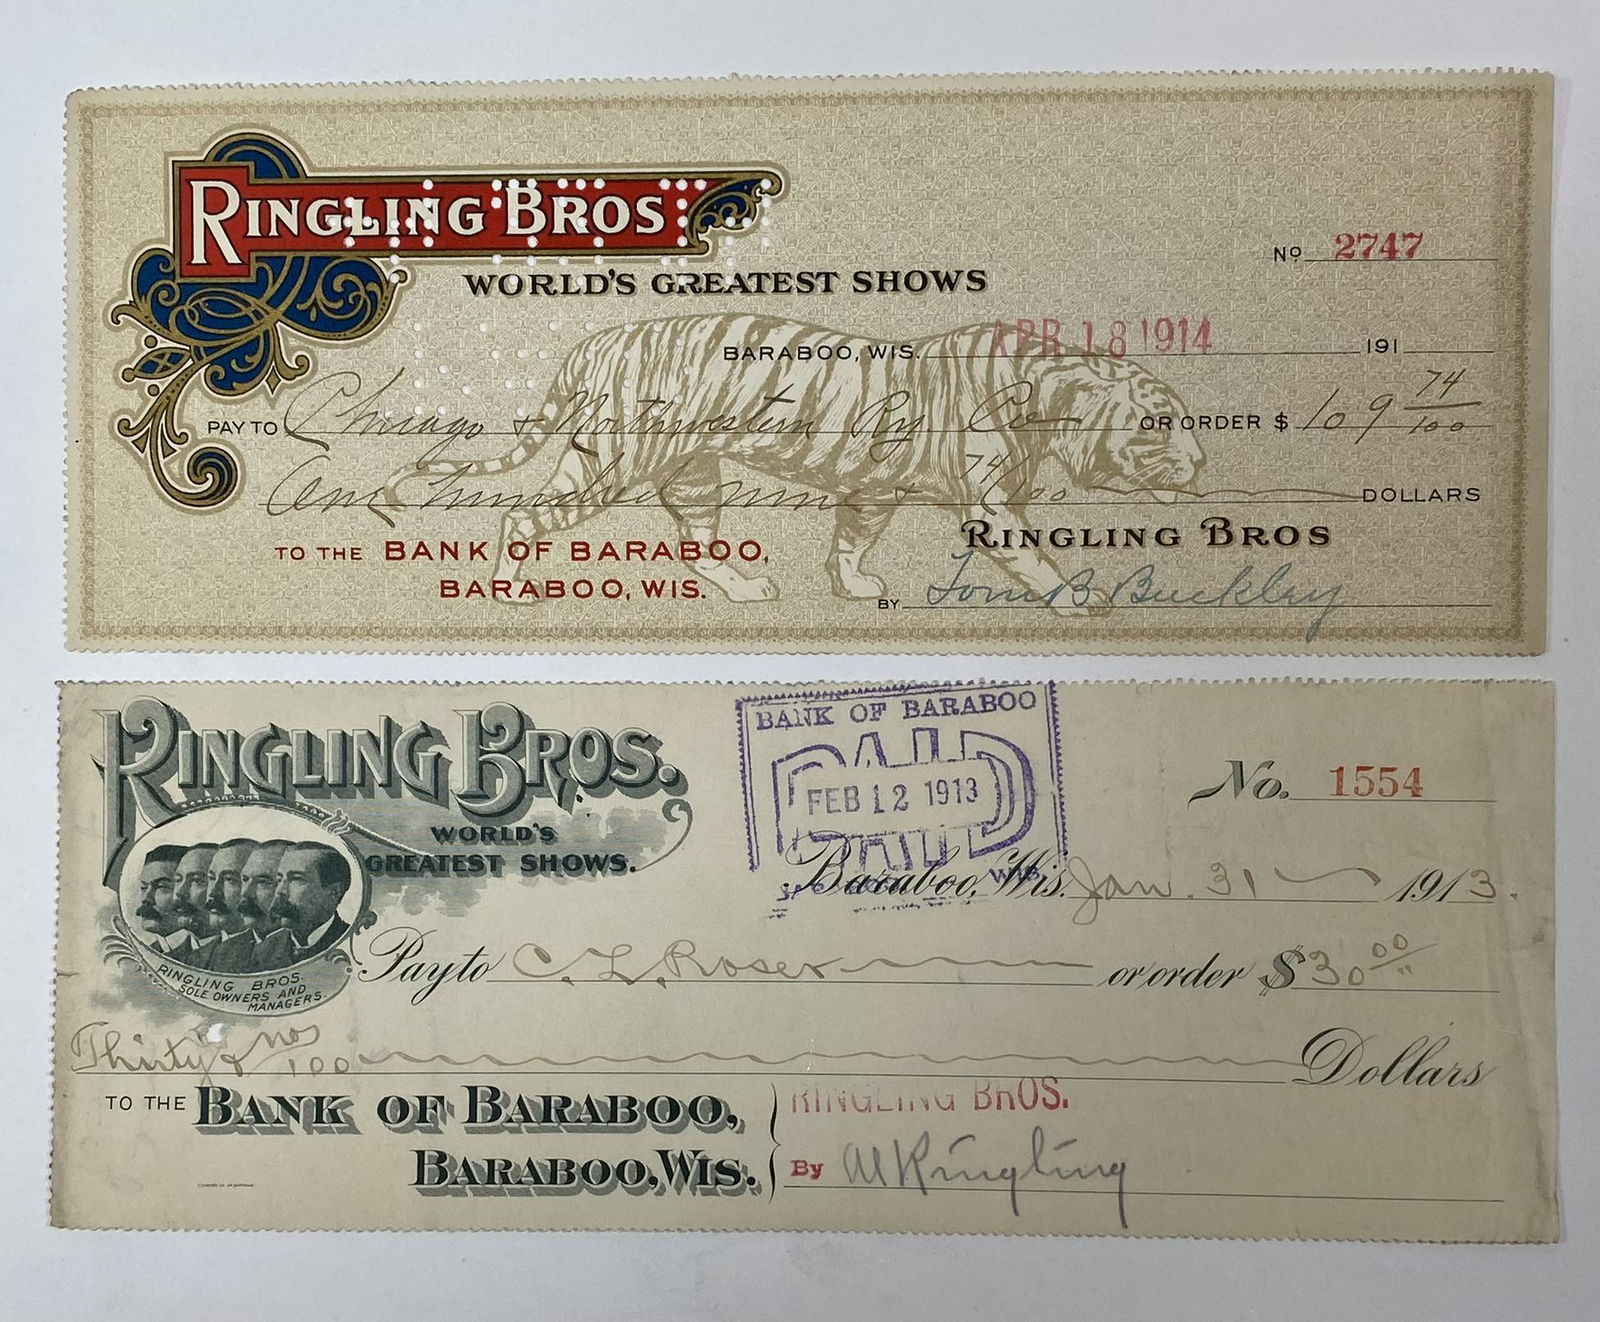 RINGLING BROS
WORLD'S GREATEST SHOWS
No 2747
BARABOO, WIS. APR 18 1914 191
PAY TO Chicago & Northwestern Ry Co OR ORDER $ 109 74/100
One hundred nine & 74/100 DOLLARS
TO THE BANK OF BARABOO,
BARABOO, WIS.
RINGLING BROS
BY Tom B Buckley
RINGLING BROS.
WORLD'S
GREATEST SHOWS.
RINGLING BROS.
SOLE OWNERS AND
MANAGERS.
BANK OF BARABOO
PAID
FEB 12 1913
WIS.
No. 1554
Baraboo, Wis. Jan. 31 1913.
Pay to C. L. Roser or order $30 00/"
Thirty & nos/100 Dollars
TO THE BANK OF BARABOO,
BARABOO, WIS.
RINGLING BROS.
By Al Ringling